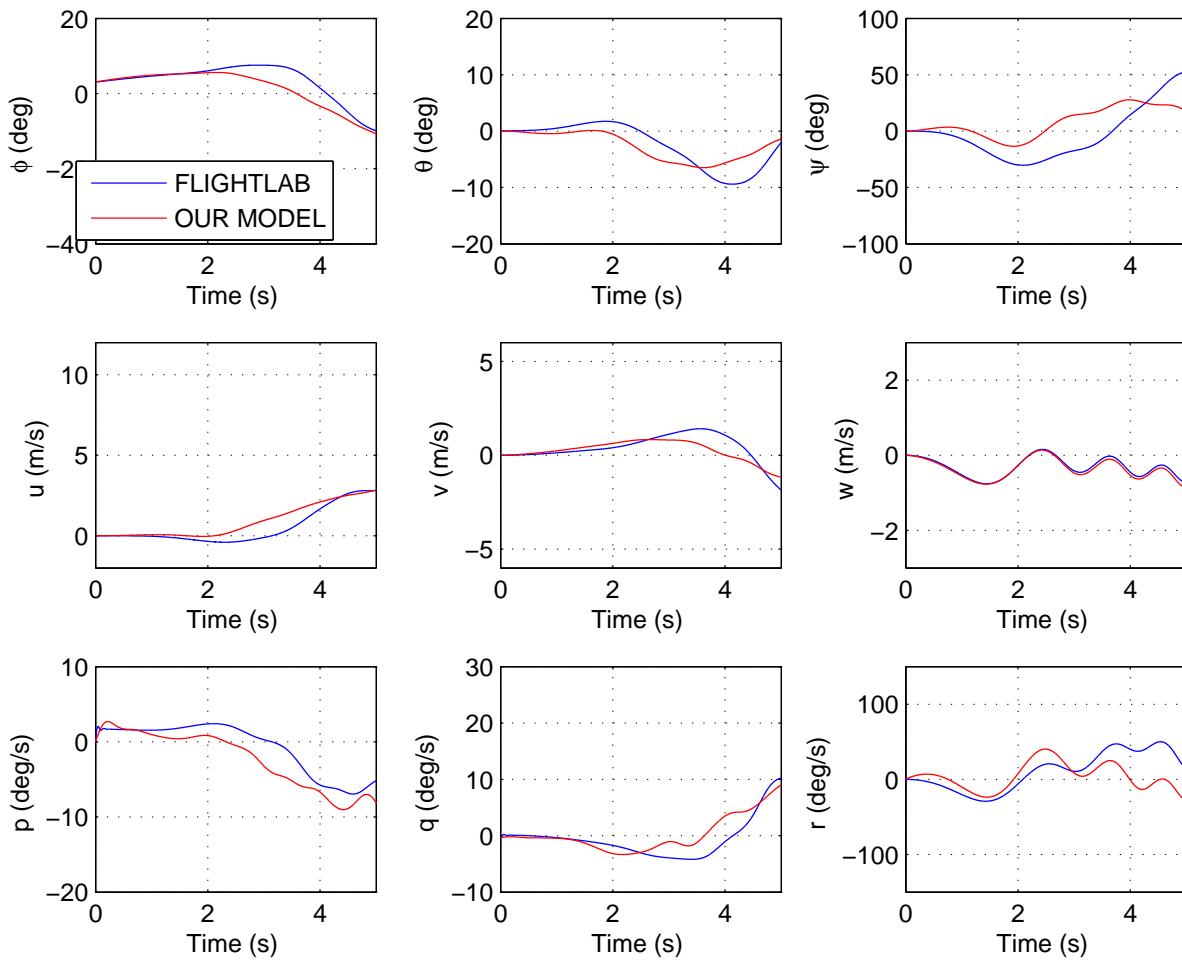 20
0
−2
−40
0 2 4
Time (s)
ϕ (deg)
FLIGHTLAB
OUR MODEL
20
10
0
−10
−20
0 2 4
Time (s)
θ (deg)
100
50
0
−50
−100
0 2 4
Time (s)
ψ (deg)
10
5
0
0 2 4
Time (s)
u (m/s)
5
0
−5
0 2 4
Time (s)
v (m/s)
2
0
−2
0 2 4
Time (s)
w (m/s)
10
0
−10
−20
0 2 4
Time (s)
p (deg/s)
30
20
10
0
−10
0 2 4
Time (s)
q (deg/s)
100
0
−100
0 2 4
Time (s)
r (deg/s)